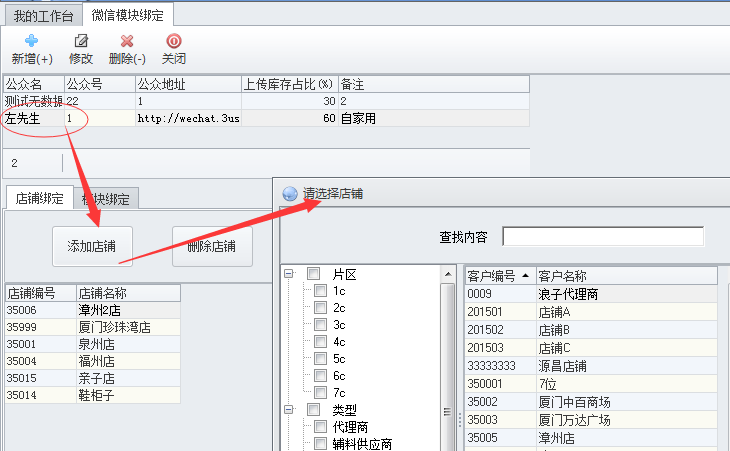 我的工作台 微信模块绑定
新增(+) 修改 删除(-) 关闭
公众名 公众号 公众地址 上传库存占比(%) 备注
测试无数据 22 1 30 2
左先生 1 http://wechat.3us 60 自家用
2
店铺绑定 模块绑定
添加店铺 删除店铺
店铺编号 店铺名称
35006 漳州2店
35999 厦门珍珠湾店
35001 泉州店
35004 福州店
35015 亲子店
35014 鞋柜子
请选择店铺
查找内容
片区
1c
2c
3c
4c
5c
6c
7c
类型
代理商
辅料供应商
客户编号 客户名称
0009 浪子代理商
201501 店铺A
201502 店铺B
201503 店铺C
33333333 源昌店铺
350001 7位
35002 厦门中百商场
35003 厦门万达广场
35005 漳州店